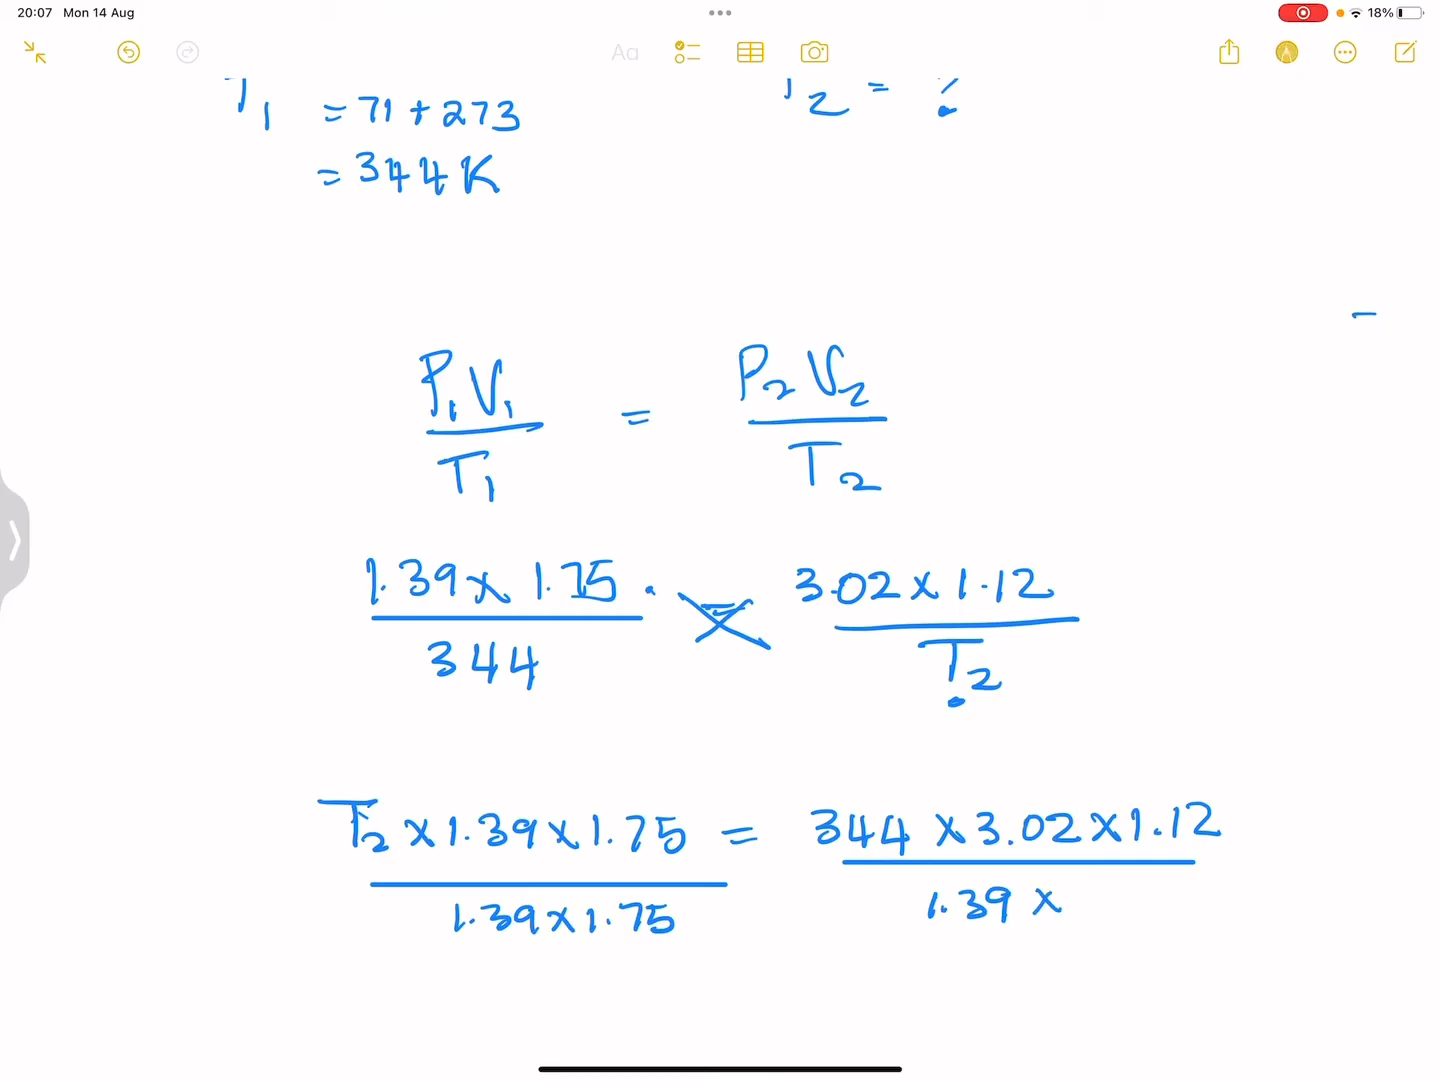 20:07 Mon 14 Aug
18%
Aa
T₁ = 71 + 273
T₂ = ?
= 344 K
P₁V₁ / T₁ = P₂V₂ / T₂
1.39 x 1.75 / 344 = 3.02 x 1.12 / T₂
T₂ x 1.39 x 1.75 / 1.39 x 1.75 = 344 x 3.02 x 1.12 / 1.39 x